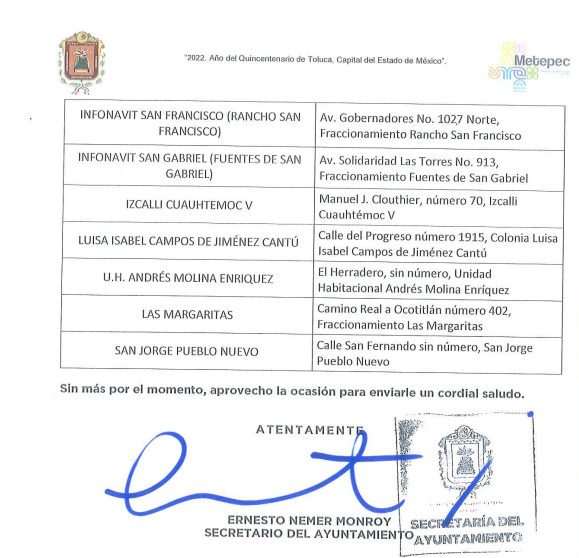 "2022. Año del Quincentenario de Toluca, Capital del Estado de México".
Metepec
INFONAVIT SAN FRANCISCO (RANCHO SAN
FRANCISCO)
Av. Gobernadores No. 1027 Norte,
Fraccionamiento Rancho San Francisco
INFONAVIT SAN GABRIEL (FUENTES DE SAN
GABRIEL)
Av. Solidaridad Las Torres No. 913,
Fraccionamiento Fuentes de San Gabriel
IZCALLI CUAUHTEMOC V
Manuel J. Clouthier, número 70, Izcalli
Cuauhtémoc V
LUISA ISABEL CAMPOS DE JIMÉNEZ CANTÚ
Calle del Progreso número 1915, Colonia Luisa
Isabel Campos de Jiménez Cantú
U.H. ANDRÉS MOLINA ENRIQUEZ
El Herradero, sin número, Unidad
Habitacional Andrés Molina Enríquez
LAS MARGARITAS
Camino Real a Ocotitlán número 402,
Fraccionamiento Las Margaritas
SAN JORGE PUEBLO NUEVO
Calle San Fernando sin número, San Jorge
Pueblo Nuevo
Sin más por el momento, aprovecho la ocasión para enviarle un cordial saludo.
ATENTAMENTE
ERNESTO NEMER MONROY
SECRETARIO DEL AYUNTAMIENTO
SECRETARÍA DEL
AYUNTAMIENTO